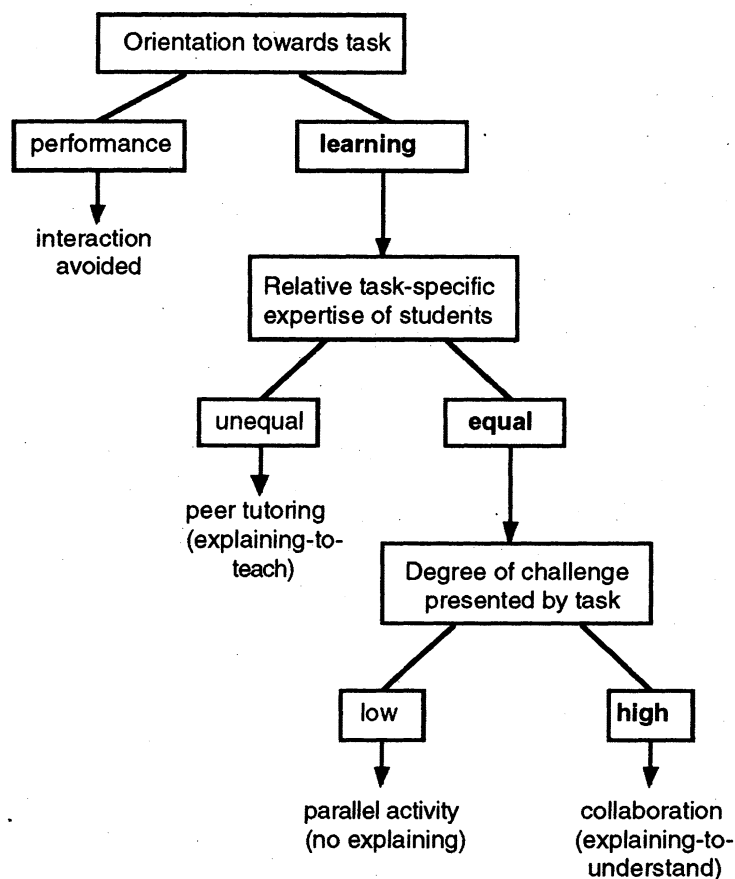 Orientation towards task
performance
learning
interaction
avoided
Relative task-specific
expertise of students
unequal
equal
peer tutoring
(explaining-to-
teach)
Degree of challenge
presented by task
low
high
parallel activity
(no explaining)
collaboration
(explaining-to-
understand)